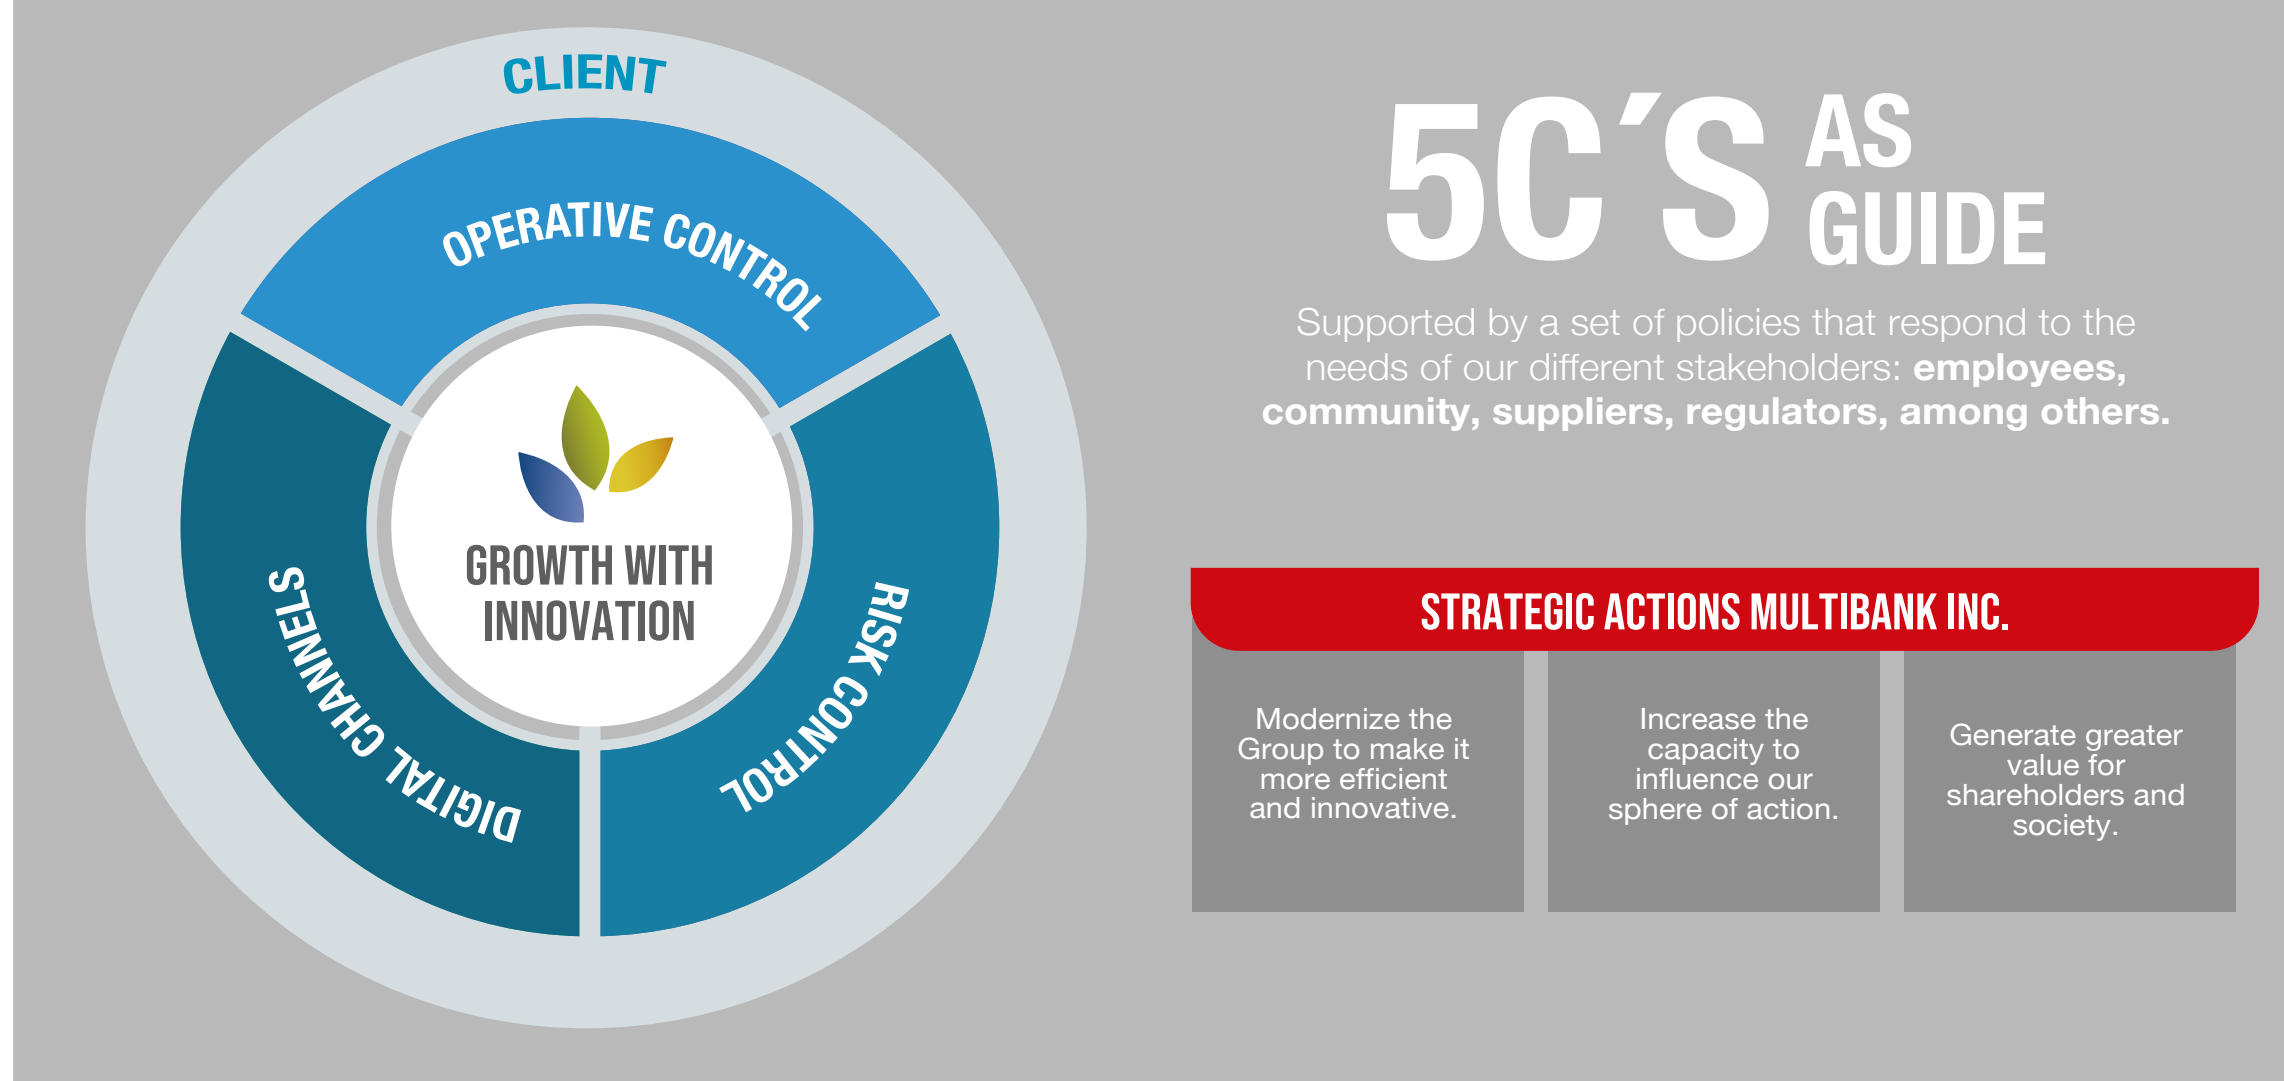 CLIENT
OPERATIVE CONTROL
DIGITAL CHANNELS
RISK CONTROL
GROWTH WITH
INNOVATION
5C´S AS
GUIDE
Supported by a set of policies that respond to the
needs of our different stakeholders: employees,
community, suppliers, regulators, among others.
STRATEGIC ACTIONS MULTIBANK INC.
Modernize the
Group to make it
more efficient
and innovative.
Increase the
capacity to
influence our
sphere of action.
Generate greater
value for
shareholders and
society.